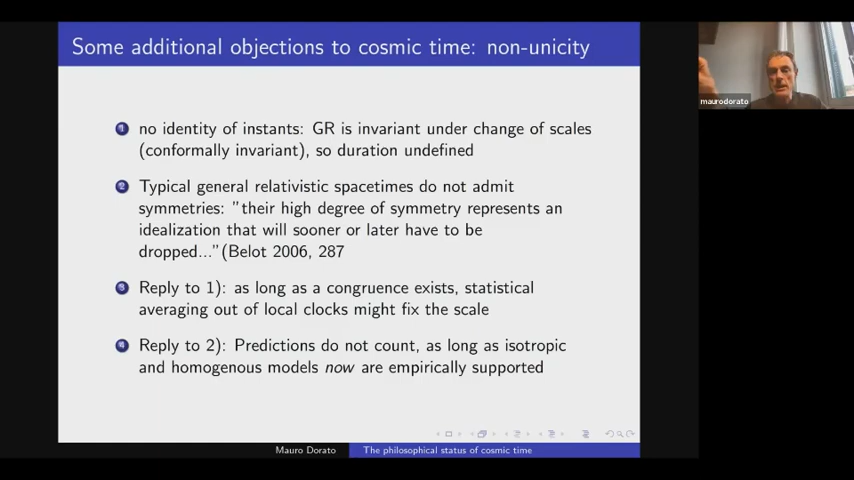 Some additional objections to cosmic time: non-unicity
maurodorato
1 no identity of instants: GR is invariant under change of scales
(conformally invariant), so duration undefined
2 Typical general relativistic spacetimes do not admit
symmetries: "their high degree of symmetry represents an
idealization that will sooner or later have to be
dropped..."(Belot 2006, 287
3 Reply to 1): as long as a congruence exists, statistical
averaging out of local clocks might fix the scale
4 Reply to 2): Predictions do not count, as long as isotropic
and homogenous models now are empirically supported
Mauro Dorato The philosophical status of cosmic time